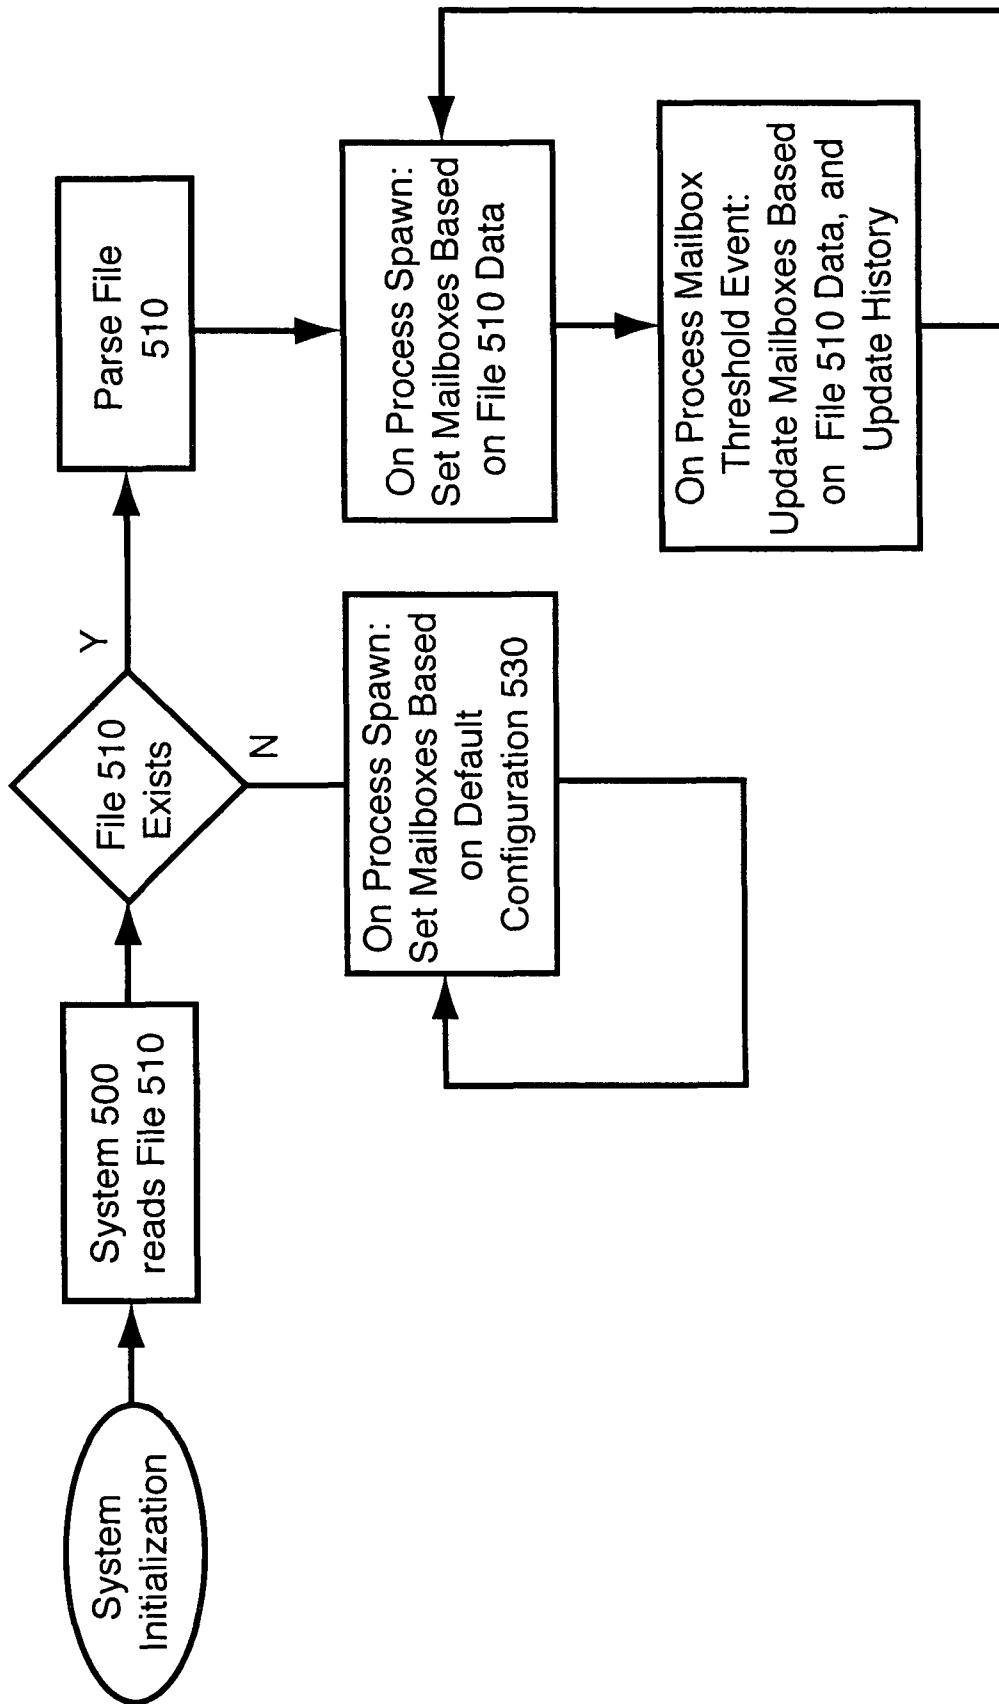 System
Initialization
System 500
reads File 510
File 510
Exists
Y
N
Parse File
510
On Process Spawn:
Set Mailboxes Based
on Default
Configuration 530
On Process Spawn:
Set Mailboxes Based
on File 510 Data
On Process Mailbox
Threshold Event:
Update Mailboxes Based
on File 510 Data, and
Update History